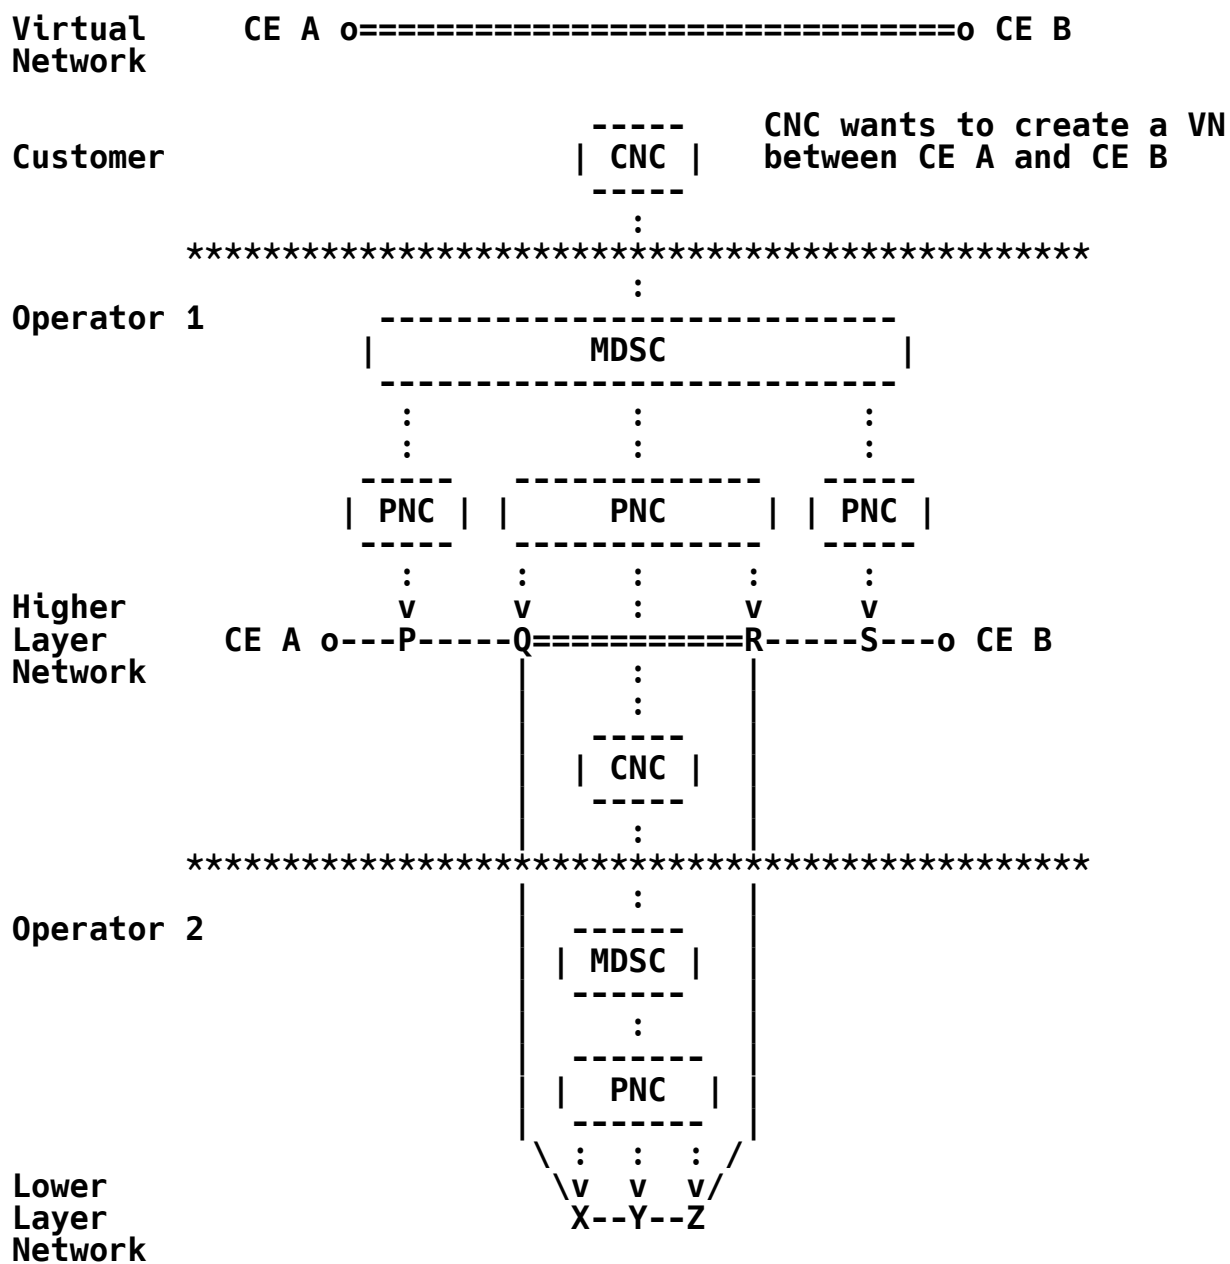 Virtual     CE A o===============================o CE B
Network

                              -----    CNC wants to create a VN
Customer                     | CNC |   between CE A and CE B
                              -----
                                :
         ***********************************************
                                :
Operator 1         ---------------------------
                  |           MDSC            |
                   ---------------------------
                    :           :           :
                    :           :           :
                  -----   -------------   -----
                 | PNC | |     PNC     | | PNC |
                  -----   -------------   -----
                    :     :     :     :     :
Higher              v     v     :     v     v
Layer      CE A o---P-----Q===========R-----S---o CE B
Network                   |     :     |
                          |     :     |
                          |   -----   |
                          |  | CNC |  |
                          |   -----   |
                          |     :     |
         ***********************************************
                          |     :     |
Operator 2                |  ------   |
                          | | MDSC |  |
                          |  ------   |
                          |     :     |
                          |  -------  |
                          | |  PNC  | |
                          |  -------  |
                           \ :  :  : /
Lower                       \v  v  v/
Layer                        X--Y--Z
Network